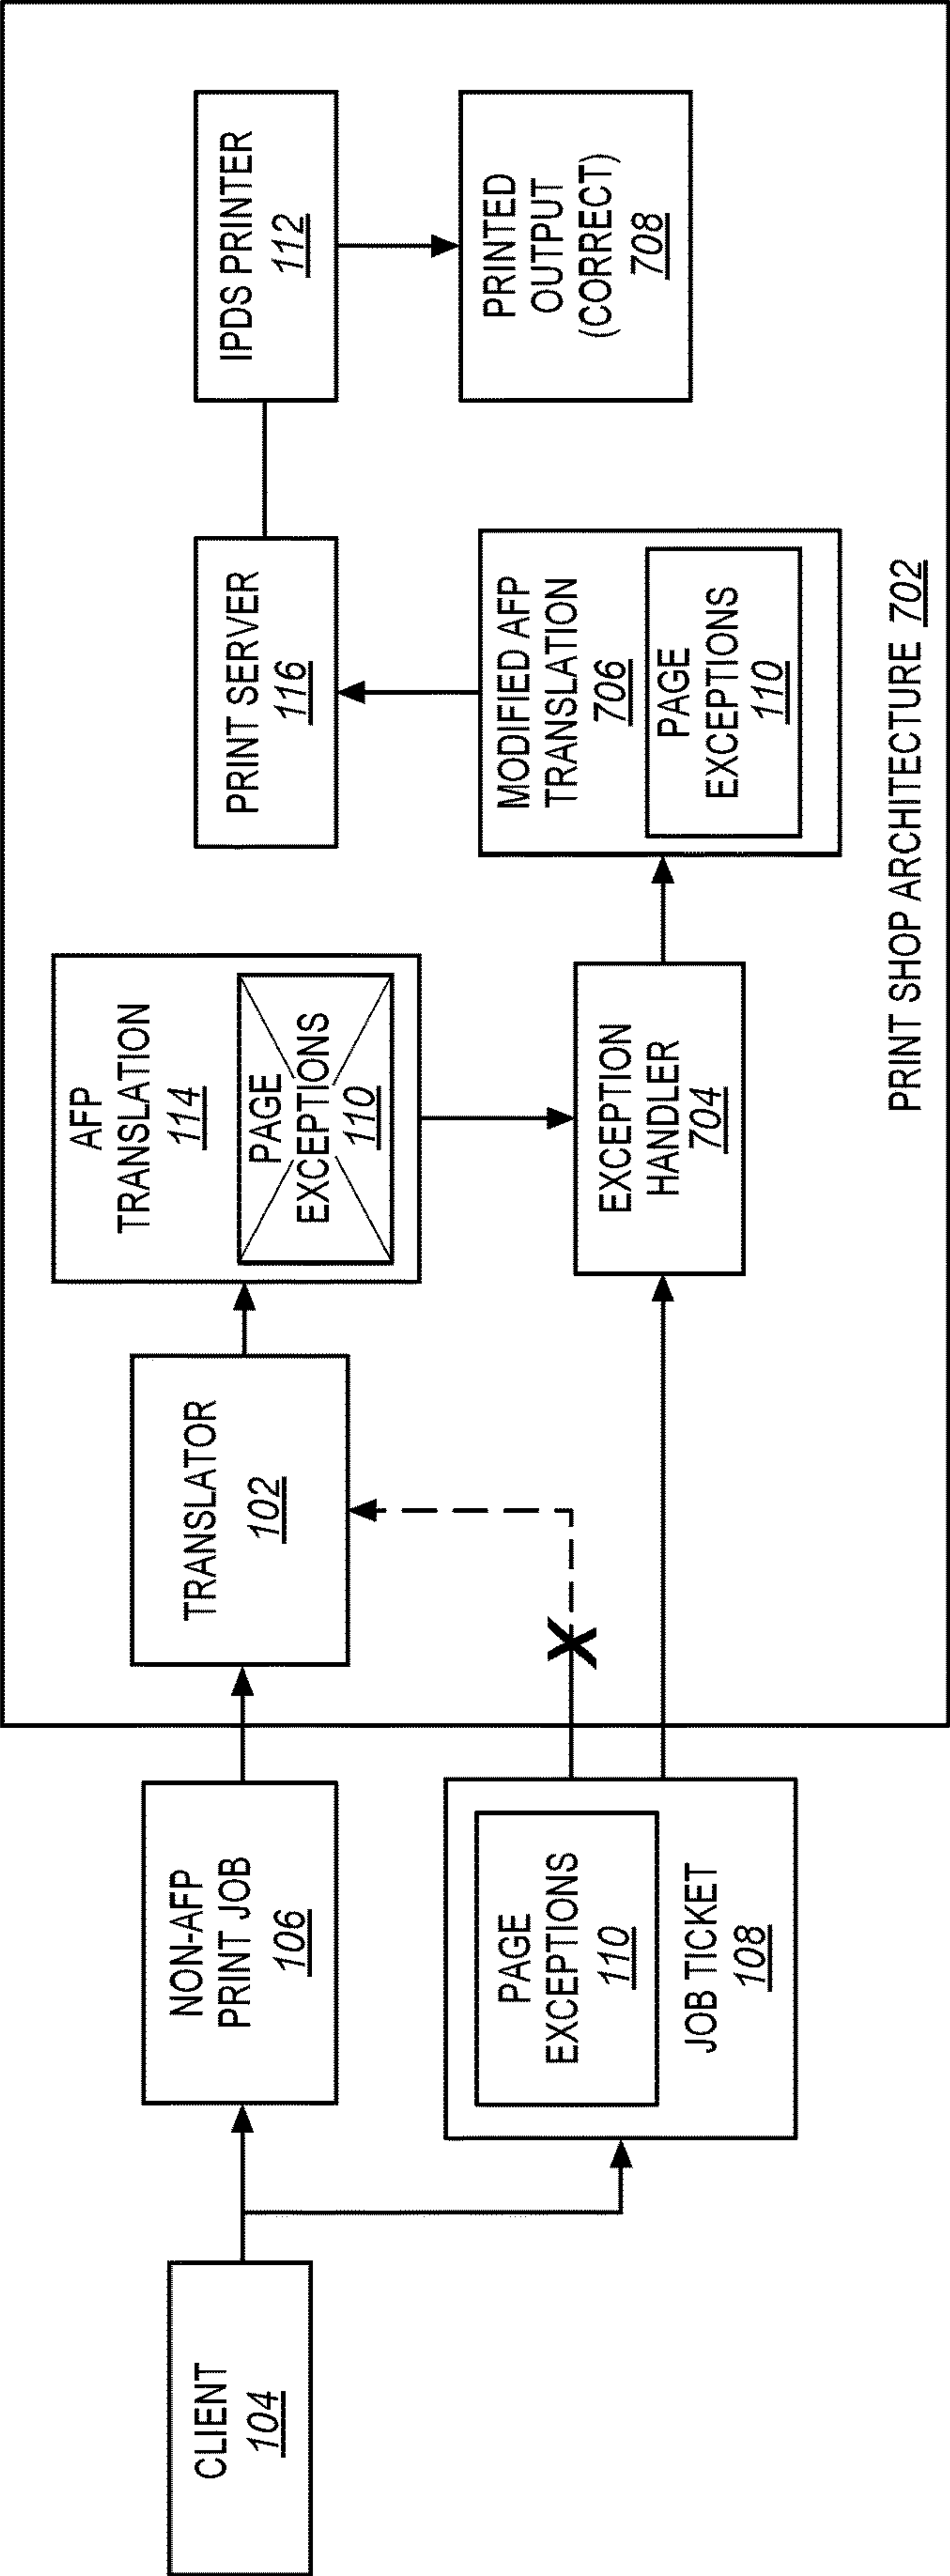 CLIENT
104
NON-AFP
PRINT JOB
106
PAGE
EXCEPTIONS
110
JOB TICKET
108
TRANSLATOR
102
X
AFP
TRANSLATION
114
PAGE
EXCEPTIONS
110
EXCEPTION
HANDLER
704
PRINT SERVER
116
MODIFIED AFP
TRANSLATION
706
PAGE
EXCEPTIONS
110
IPDS PRINTER
112
PRINTED
OUTPUT
(CORRECT)
708
PRINT SHOP ARCHITECTURE 702